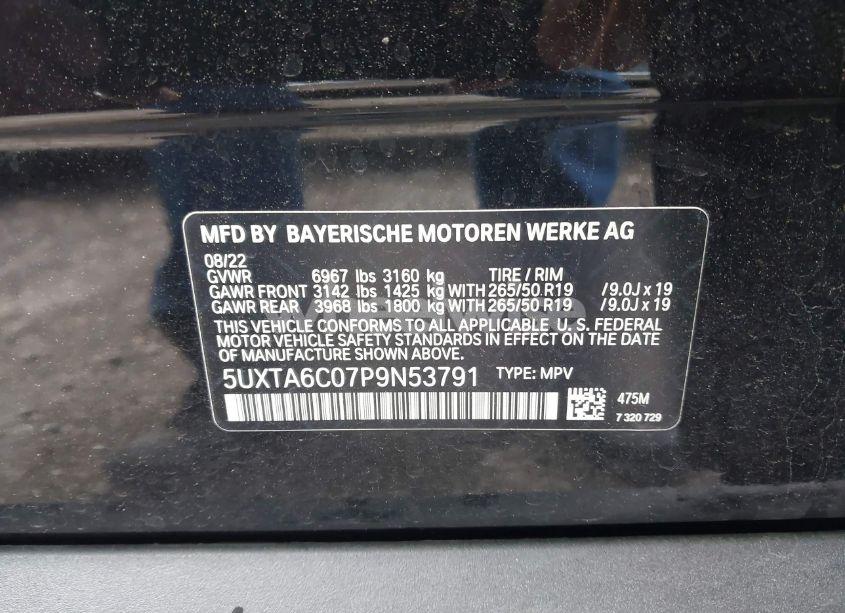 MFD BY BAYERISCHE MOTOREN WERKE AG
08/22
GVWR 6967 lbs 3160 kg TIRE / RIM
GAWR FRONT 3142 lbs 1425 kg WITH 265/50 R19 / 9.0J x 19
GAWR REAR 3968 lbs 1800 kg WITH 265/50 R19 / 9.0J x 19
THIS VEHICLE CONFORMS TO ALL APPLICABLE U. S. FEDERAL
MOTOR VEHICLE SAFETY STANDARDS IN EFFECT ON THE DATE
OF MANUFACTURE SHOWN ABOVE.
5UXTA6C07P9N53791 TYPE: MPV
475M
7 320 729